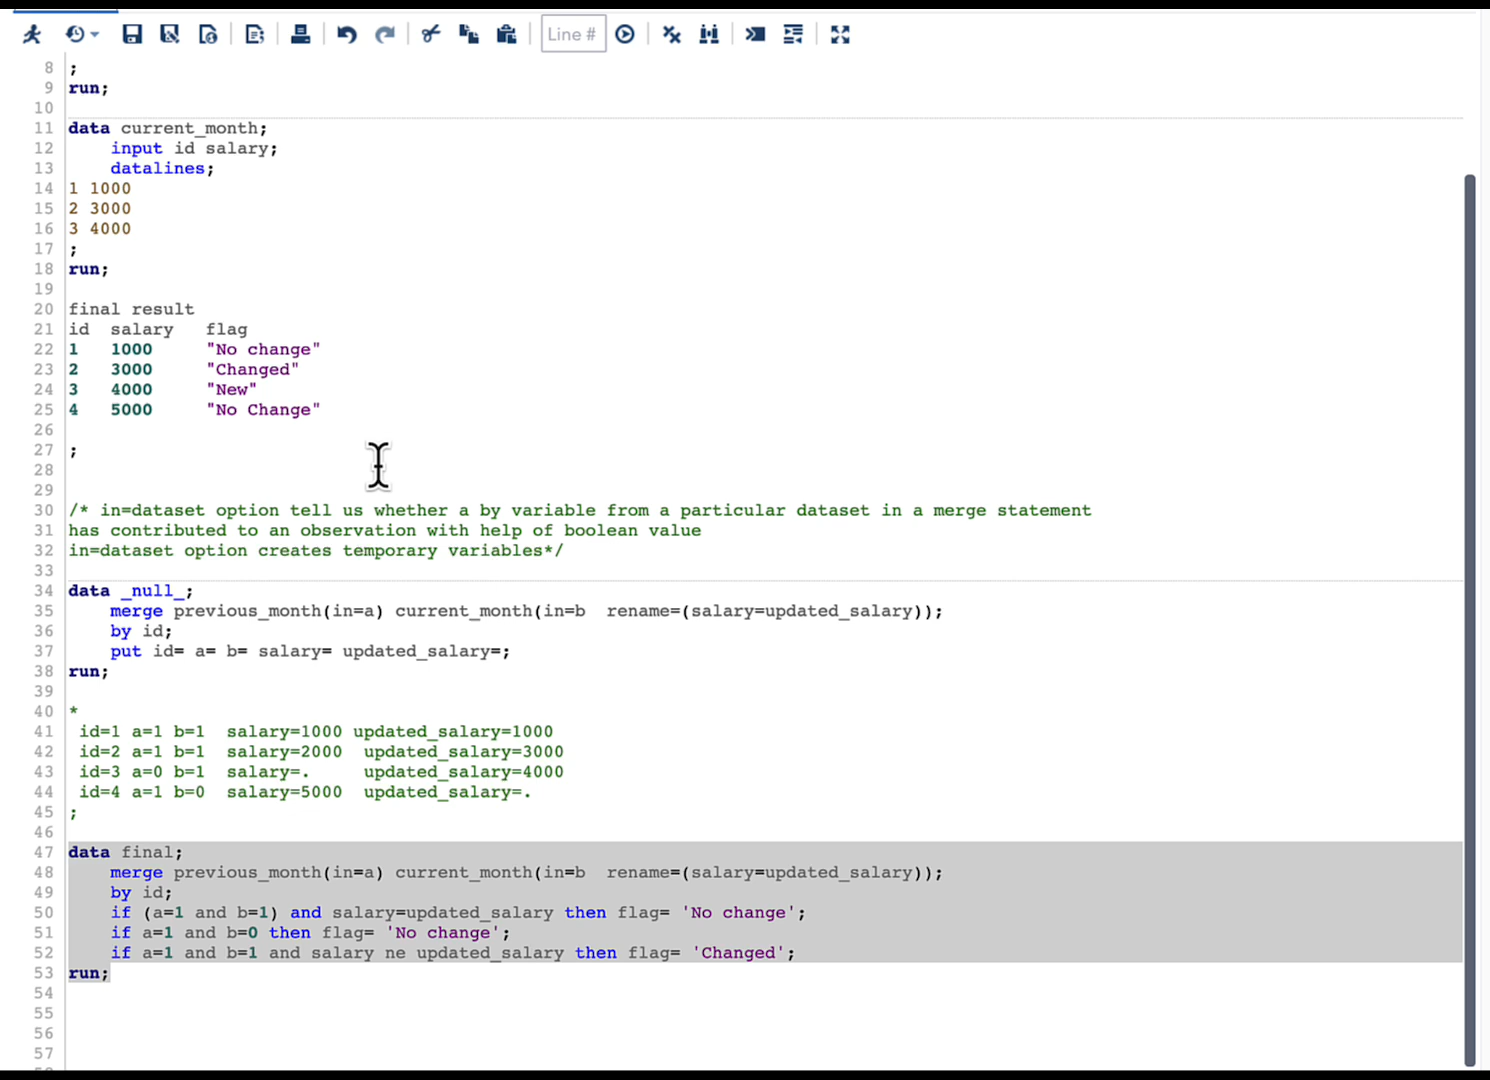 Line #
8 ;
9 run;
10
11 data current_month;
12 input id salary;
13 datalines;
14 1 1000
15 2 3000
16 3 4000
17 ;
18 run;
19
20 final result
21 id salary flag
22 1 1000 "No change"
23 2 3000 "Changed"
24 3 4000 "New"
25 4 5000 "No Change"
26
27 ;
28
29
30 /* in=dataset option tell us whether a by variable from a particular dataset in a merge statement
31 has contributed to an observation with help of boolean value
32 in=dataset option creates temporary variables*/
33
34 data _null_;
35 merge previous_month(in=a) current_month(in=b rename=(salary=updated_salary));
36 by id;
37 put id= a= b= salary= updated_salary=;
38 run;
39
40 *
41 id=1 a=1 b=1 salary=1000 updated_salary=1000
42 id=2 a=1 b=1 salary=2000 updated_salary=3000
43 id=3 a=0 b=1 salary=. updated_salary=4000
44 id=4 a=1 b=0 salary=5000 updated_salary=.
45 ;
46
47 data final;
48 merge previous_month(in=a) current_month(in=b rename=(salary=updated_salary));
49 by id;
50 if (a=1 and b=1) and salary=updated_salary then flag= 'No change';
51 if a=1 and b=0 then flag= 'No change';
52 if a=1 and b=1 and salary ne updated_salary then flag= 'Changed';
53 run;
54
55
56
57